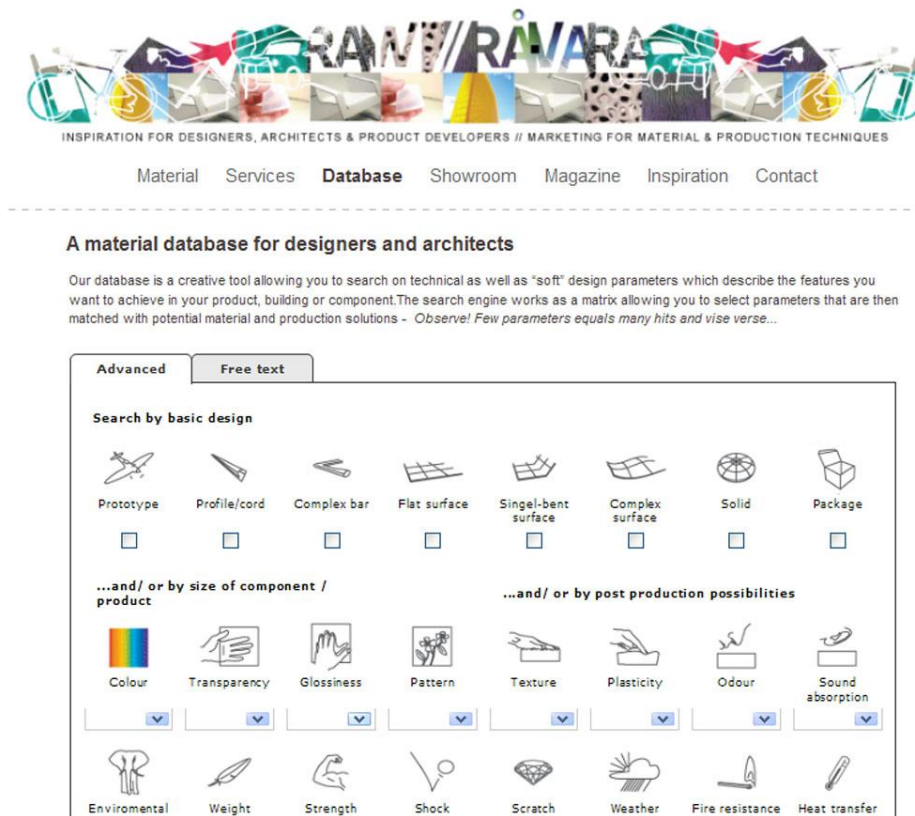 RAW//RÅVARA
INSPIRATION FOR DESIGNERS, ARCHITECTS & PRODUCT DEVELOPERS // MARKETING FOR MATERIAL & PRODUCTION TECHNIQUES
Material Services Database Showroom Magazine Inspiration Contact
A material database for designers and architects
Our database is a creative tool allowing you to search on technical as well as “soft” design parameters which describe the features you
want to achieve in your product, building or component.The search engine works as a matrix allowing you to select parameters that are then
matched with potential material and production solutions - Observe! Few parameters equals many hits and vise verse...
Advanced Free text
Search by basic design
Prototype Profile/cord Complex bar Flat surface Singel-bent surface Complex surface Solid Package
...and/ or by size of component /
product
...and/ or by post production possibilities
Colour Transparency Glossiness Pattern Texture Plasticity Odour Sound absorption
Enviromental Weight Strength Shock Scratch Weather Fire resistance Heat transfer